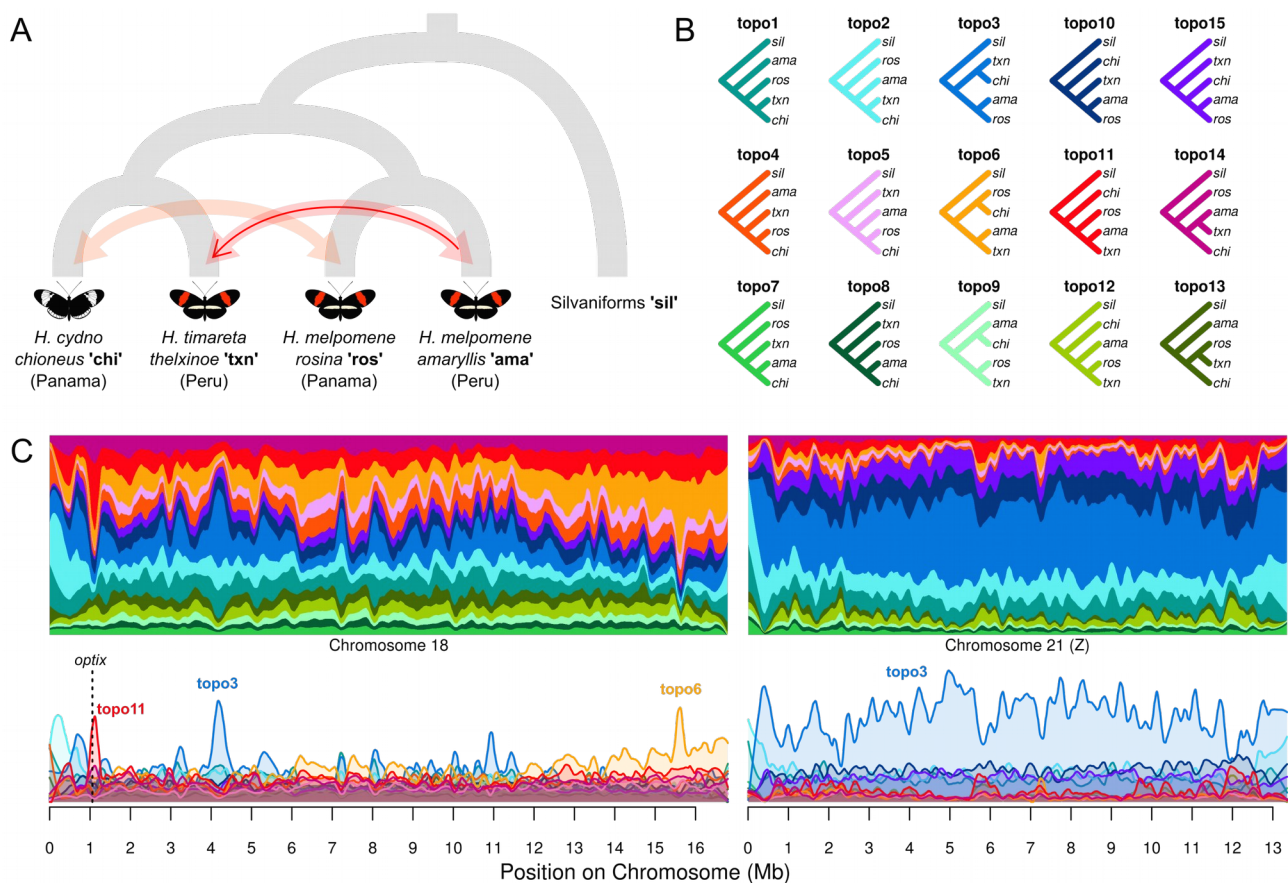 A
H. cydno
chioneus 'chi'
(Panama)
H. timareta
thelxinoe 'txn'
(Peru)
H. melpomene
rosina 'ros'
(Panama)
H. melpomene
amaryllis 'ama'
(Peru)
Silvaniforms 'sil'
B
topo1
sil
ama
ros
txn
chi
topo2
sil
ros
ama
txn
chi
topo3
sil
txn
chi
ama
ros
topo10
sil
chi
txn
ama
ros
topo15
sil
txn
chi
ama
ros
topo4
sil
ama
txn
ros
chi
topo5
sil
txn
ama
ros
chi
topo6
sil
ros
chi
ama
txn
topo11
sil
chi
ros
ama
txn
topo14
sil
ros
ama
txn
chi
topo7
sil
ros
txn
ama
chi
topo8
sil
txn
ros
ama
chi
topo9
sil
ama
chi
ros
txn
topo12
sil
chi
ama
ros
txn
topo13
sil
ama
ros
txn
chi
C
Chromosome 18
Chromosome 21 (Z)
optix
topo11
topo3
topo6
topo3
0 1 2 3 4 5 6 7 8 9 10 11 12 13 14 15 16
0 1 2 3 4 5 6 7 8 9 10 11 12 13
Position on Chromosome (Mb)